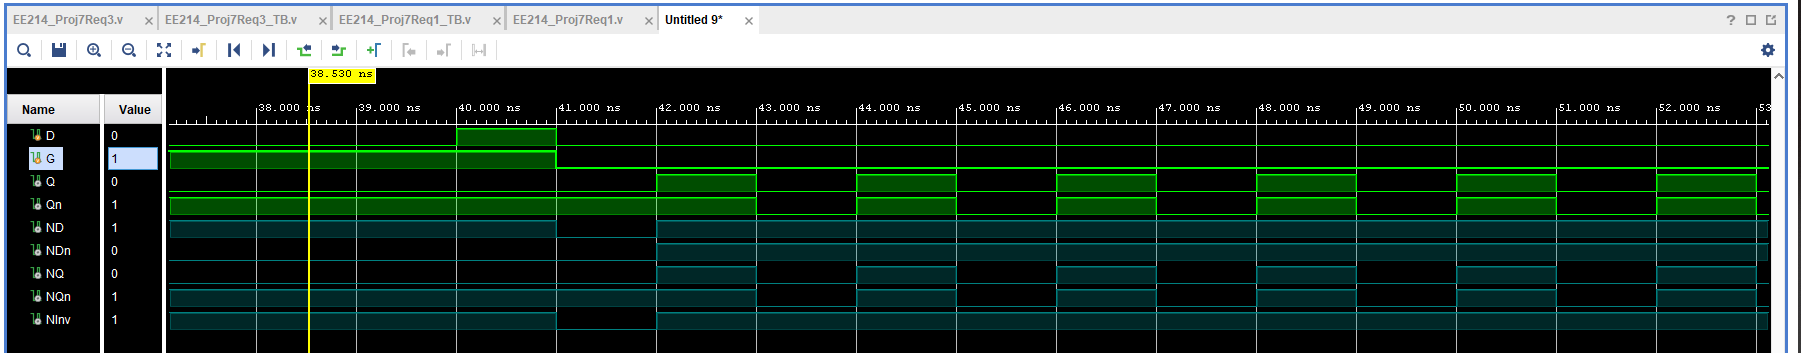 EE214_Proj7Req3.v × EE214_Proj7Req3_TB.v × EE214_Proj7Req1_TB.v × EE214_Proj7Req1.v × Untitled 9* ×
38.530 ns
38.000 ns 39.000 ns 40.000 ns 41.000 ns 42.000 ns 43.000 ns 44.000 ns 45.000 ns 46.000 ns 47.000 ns 48.000 ns 49.000 ns 50.000 ns 51.000 ns 52.000 ns 53
Name Value
D 0
G 1
Q 0
Qn 1
ND 1
NDn 0
NQ 0
NQn 1
NInv 1